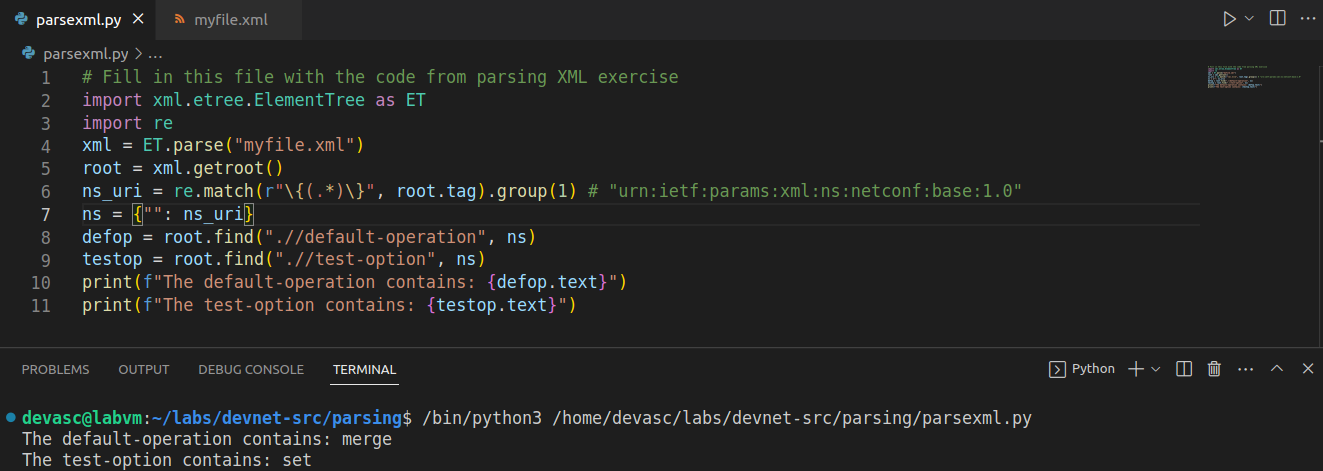 parsexml.py
myfile.xml
parsexml.py > ...
1 # Fill in this file with the code from parsing XML exercise
2 import xml.etree.ElementTree as ET
3 import re
4 xml = ET.parse("myfile.xml")
5 root = xml.getroot()
6 ns_uri = re.match(r"\{(.*)\}", root.tag).group(1) # "urn:ietf:params:xml:ns:netconf:base:1.0"
7 ns = {"": ns_uri}
8 defop = root.find(".//default-operation", ns)
9 testop = root.find(".//test-option", ns)
10 print(f"The default-operation contains: {defop.text}")
11 print(f"The test-option contains: {testop.text}")
PROBLEMS OUTPUT DEBUG CONSOLE TERMINAL
Python
devasc@labvm:~/labs/devnet-src/parsing$ /bin/python3 /home/devasc/labs/devnet-src/parsing/parsexml.py
The default-operation contains: merge
The test-option contains: set